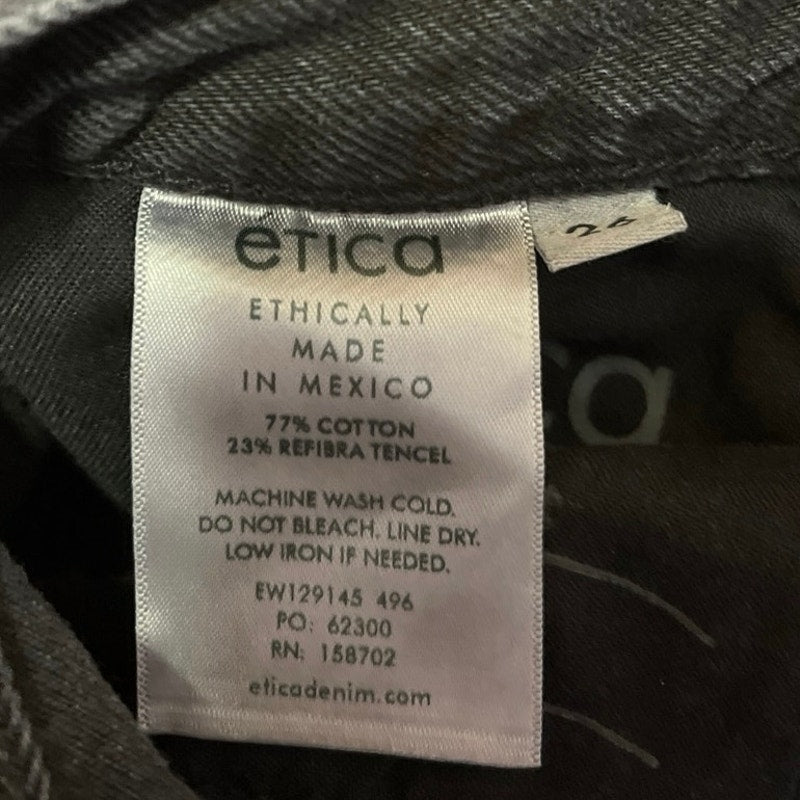 ética
ETHICALLY
MADE
IN MEXICO
77% COTTON
23% REFIBRA TENCEL
MACHINE WASH COLD.
DO NOT BLEACH. LINE DRY.
LOW IRON IF NEEDED.
EW129145 496
PO: 62300
RN: 158702
eticadenim.com